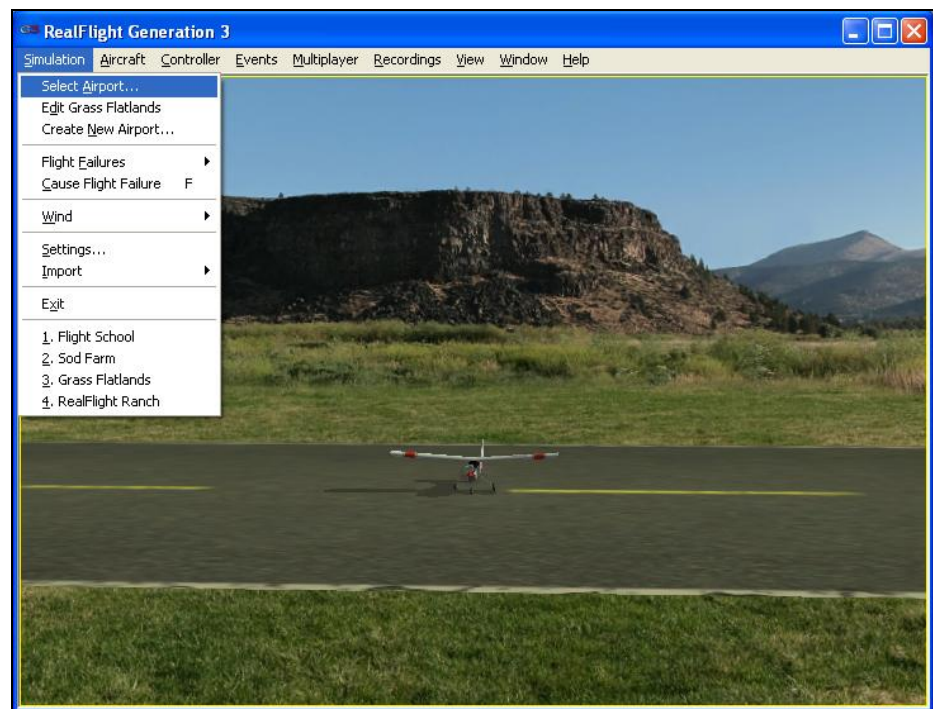 RealFlight Generation 3
Simulation Aircraft Controller Events Multiplayer Recordings View Window Help
Select Airport...
Edit Grass Flatlands
Create New Airport...
Flight Failures
Cause Flight Failure F
Wind
Settings...
Import
Exit
1. Flight School
2. Sod Farm
3. Grass Flatlands
4. RealFlight Ranch